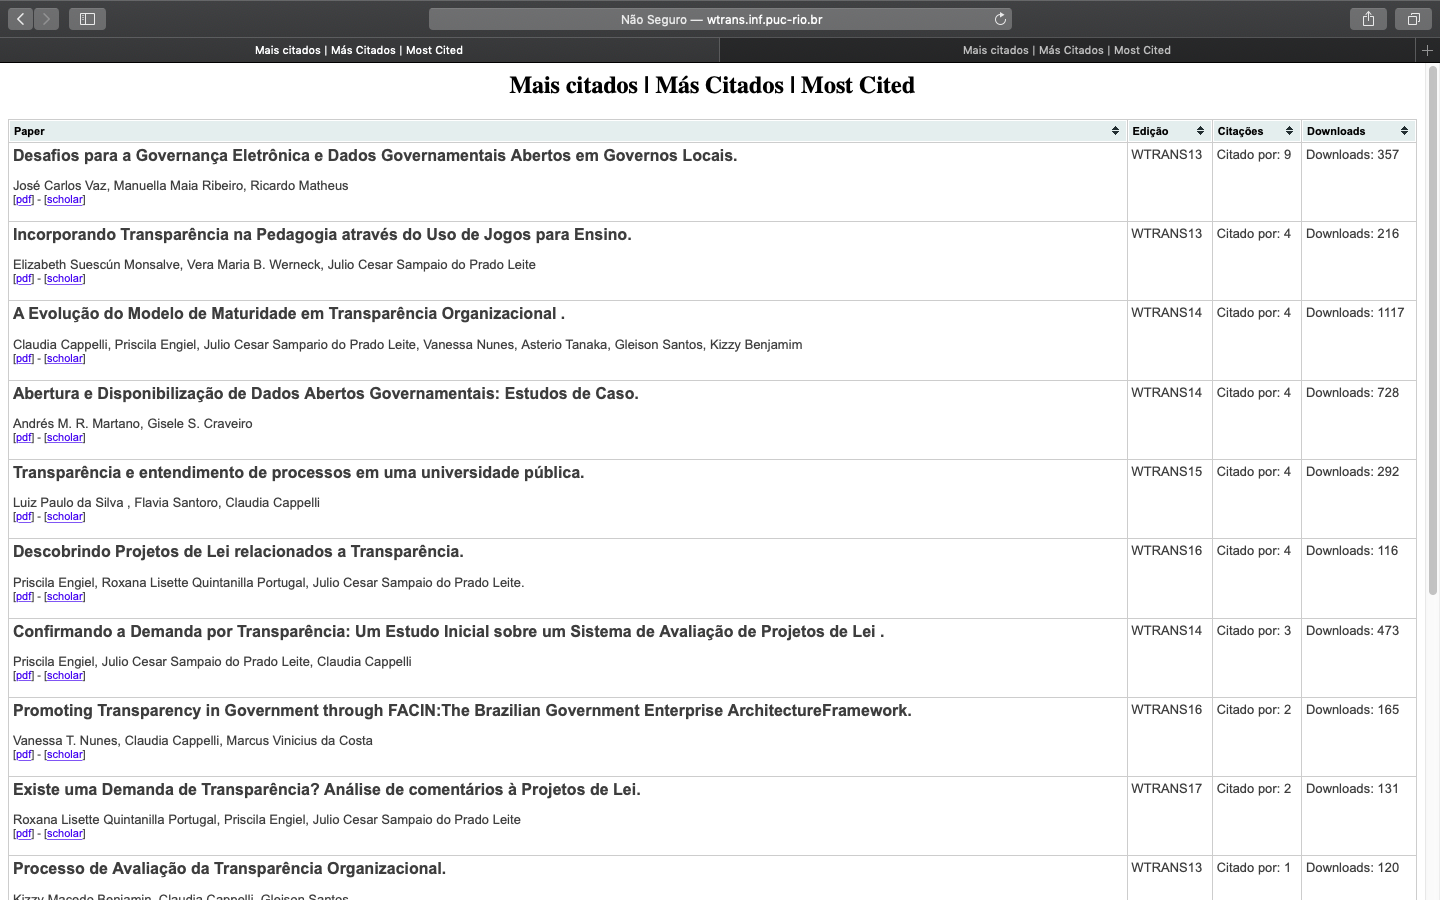 Não Seguro — wtrans.inf.puc-rio.br
Mais citados | Más Citados | Most Cited
Mais citados | Más Citados | Most Cited
Mais citados | Más Citados | Most Cited
Paper Edição Citações Downloads
Desafios para a Governança Eletrônica e Dados Governamentais Abertos em Governos Locais. WTRANS13 Citado por: 9 Downloads: 357
José Carlos Vaz, Manuella Maia Ribeiro, Ricardo Matheus
[pdf] - [scholar]
Incorporando Transparência na Pedagogia através do Uso de Jogos para Ensino. WTRANS13 Citado por: 4 Downloads: 216
Elizabeth Suescún Monsalve, Vera Maria B. Werneck, Julio Cesar Sampaio do Prado Leite
[pdf] - [scholar]
A Evolução do Modelo de Maturidade em Transparência Organizacional . WTRANS14 Citado por: 4 Downloads: 1117
Claudia Cappelli, Priscila Engiel, Julio Cesar Sampario do Prado Leite, Vanessa Nunes, Asterio Tanaka, Gleison Santos, Kizzy Benjamim
[pdf] - [scholar]
Abertura e Disponibilização de Dados Abertos Governamentais: Estudos de Caso. WTRANS14 Citado por: 4 Downloads: 728
Andrés M. R. Martano, Gisele S. Craveiro
[pdf] - [scholar]
Transparência e entendimento de processos em uma universidade pública. WTRANS15 Citado por: 4 Downloads: 292
Luiz Paulo da Silva , Flavia Santoro, Claudia Cappelli
[pdf] - [scholar]
Descobrindo Projetos de Lei relacionados a Transparência. WTRANS16 Citado por: 4 Downloads: 116
Priscila Engiel, Roxana Lisette Quintanilla Portugal, Julio Cesar Sampaio do Prado Leite.
[pdf] - [scholar]
Confirmando a Demanda por Transparência: Um Estudo Inicial sobre um Sistema de Avaliação de Projetos de Lei . WTRANS14 Citado por: 3 Downloads: 473
Priscila Engiel, Julio Cesar Sampaio do Prado Leite, Claudia Cappelli
[pdf] - [scholar]
Promoting Transparency in Government through FACIN:The Brazilian Government Enterprise ArchitectureFramework. WTRANS16 Citado por: 2 Downloads: 165
Vanessa T. Nunes, Claudia Cappelli, Marcus Vinicius da Costa
[pdf] - [scholar]
Existe uma Demanda de Transparência? Análise de comentários à Projetos de Lei. WTRANS17 Citado por: 2 Downloads: 131
Roxana Lisette Quintanilla Portugal, Priscila Engiel, Julio Cesar Sampaio do Prado Leite
[pdf] - [scholar]
Processo de Avaliação da Transparência Organizacional. WTRANS13 Citado por: 1 Downloads: 120
Kizzy Macedo Benjamin, Claudia Cappelli, Gleison Santos